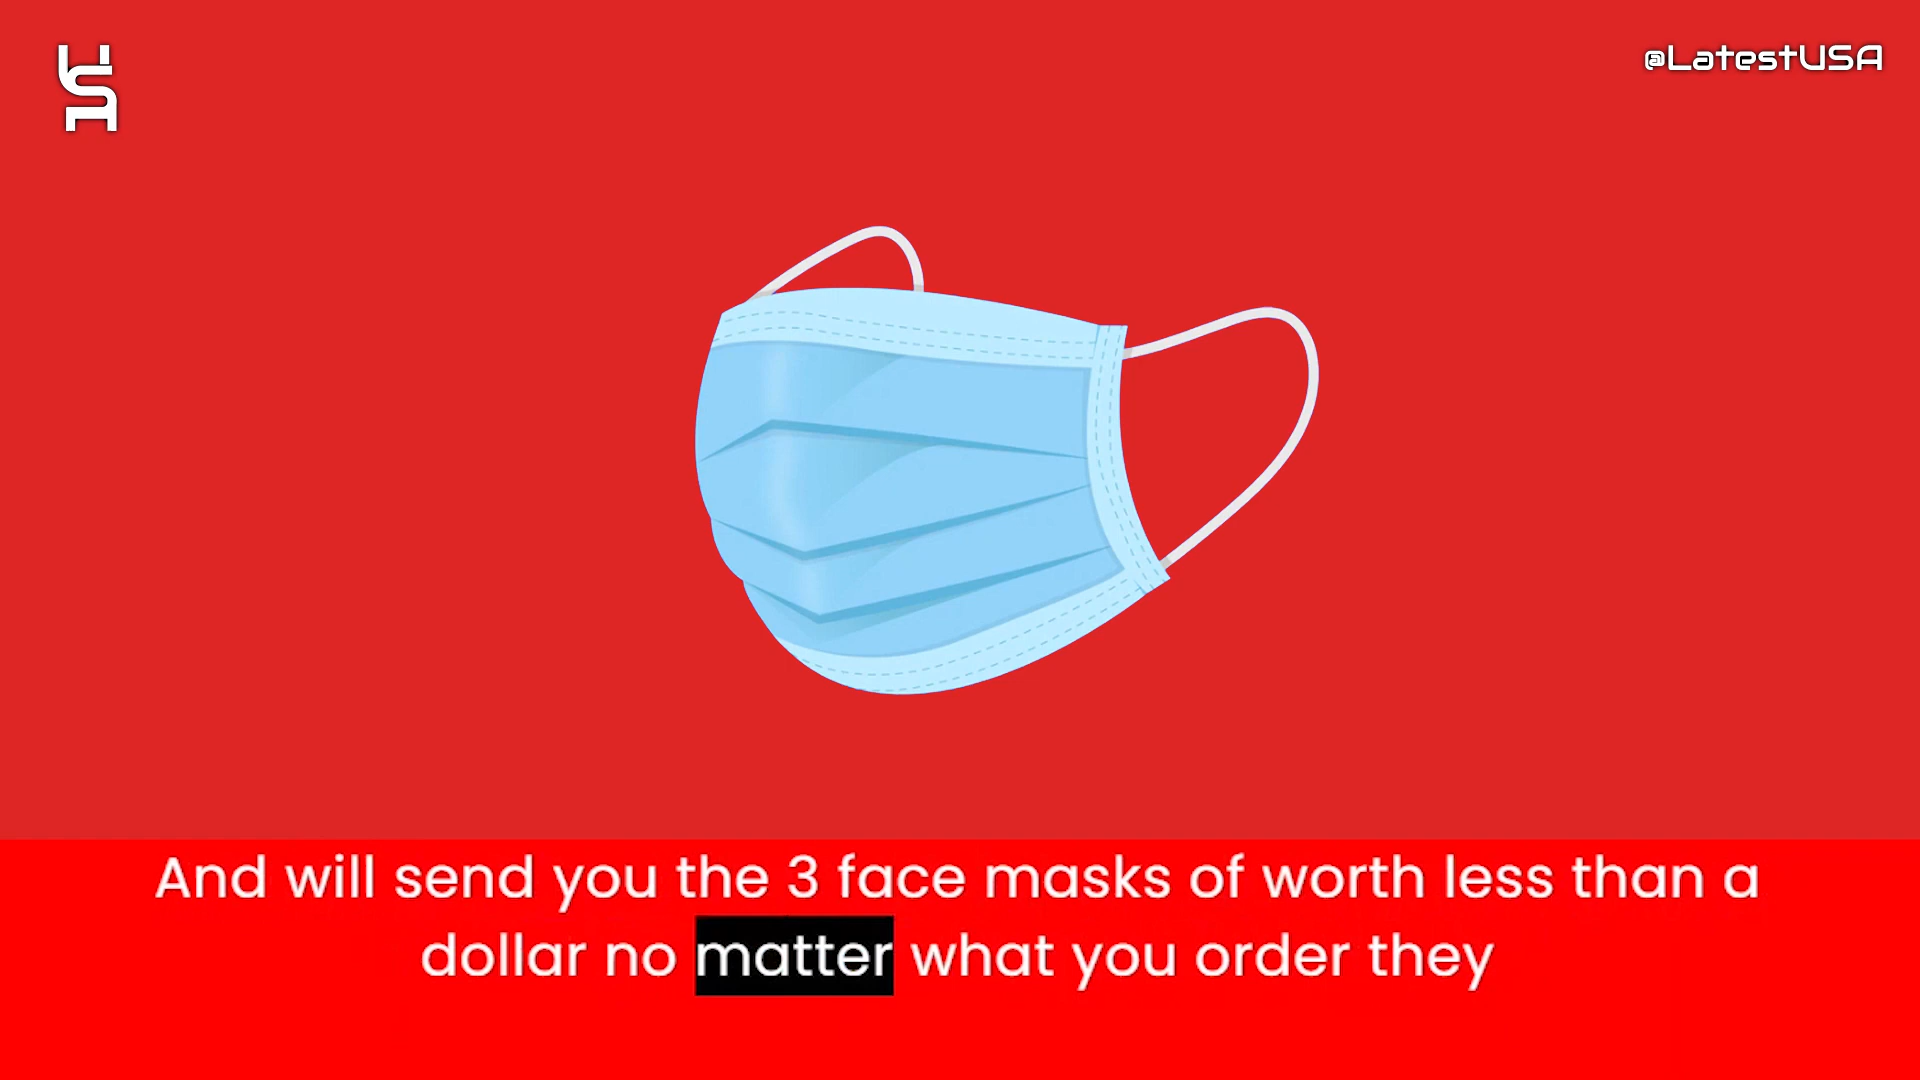 USA
@LatestUSA
And will send you the 3 face masks of worth less than a
dollar no matter what you order they